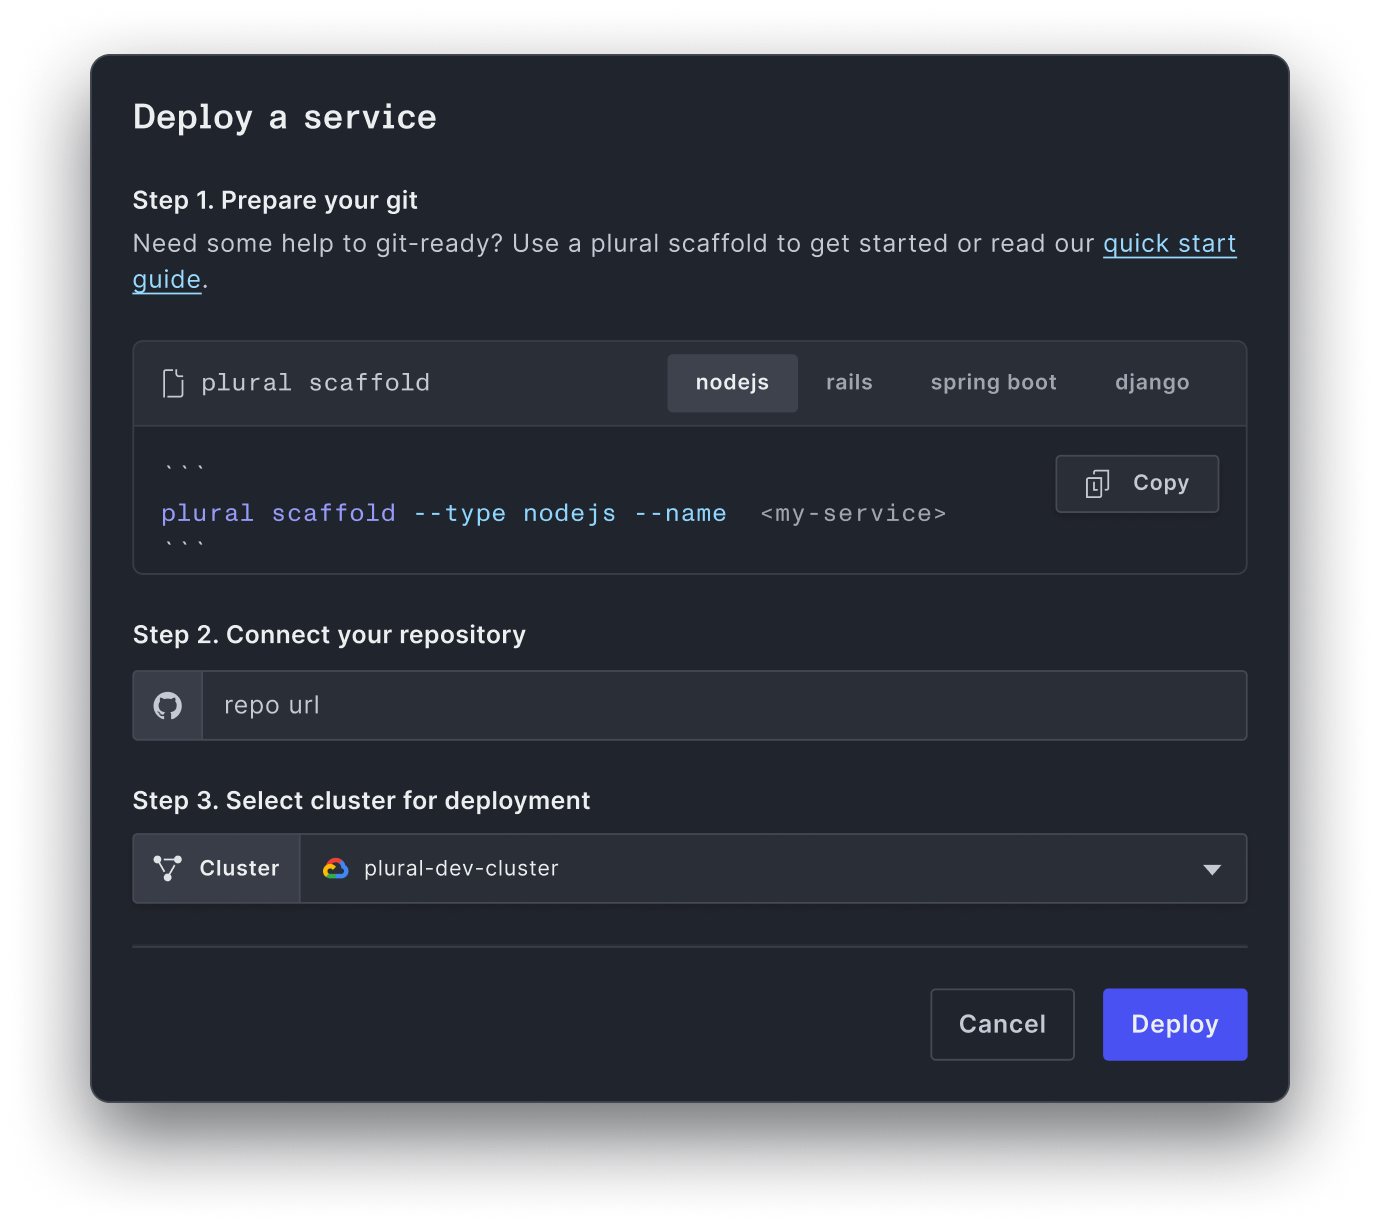 Deploy a service
Step 1. Prepare your git
Need some help to git-ready? Use a plural scaffold to get started or read our quick start
guide.
plural scaffold nodejs rails spring boot django
```
Copy
plural scaffold --type nodejs --name <my-service>
```
Step 2. Connect your repository
repo url
Step 3. Select cluster for deployment
Cluster plural-dev-cluster
Cancel Deploy